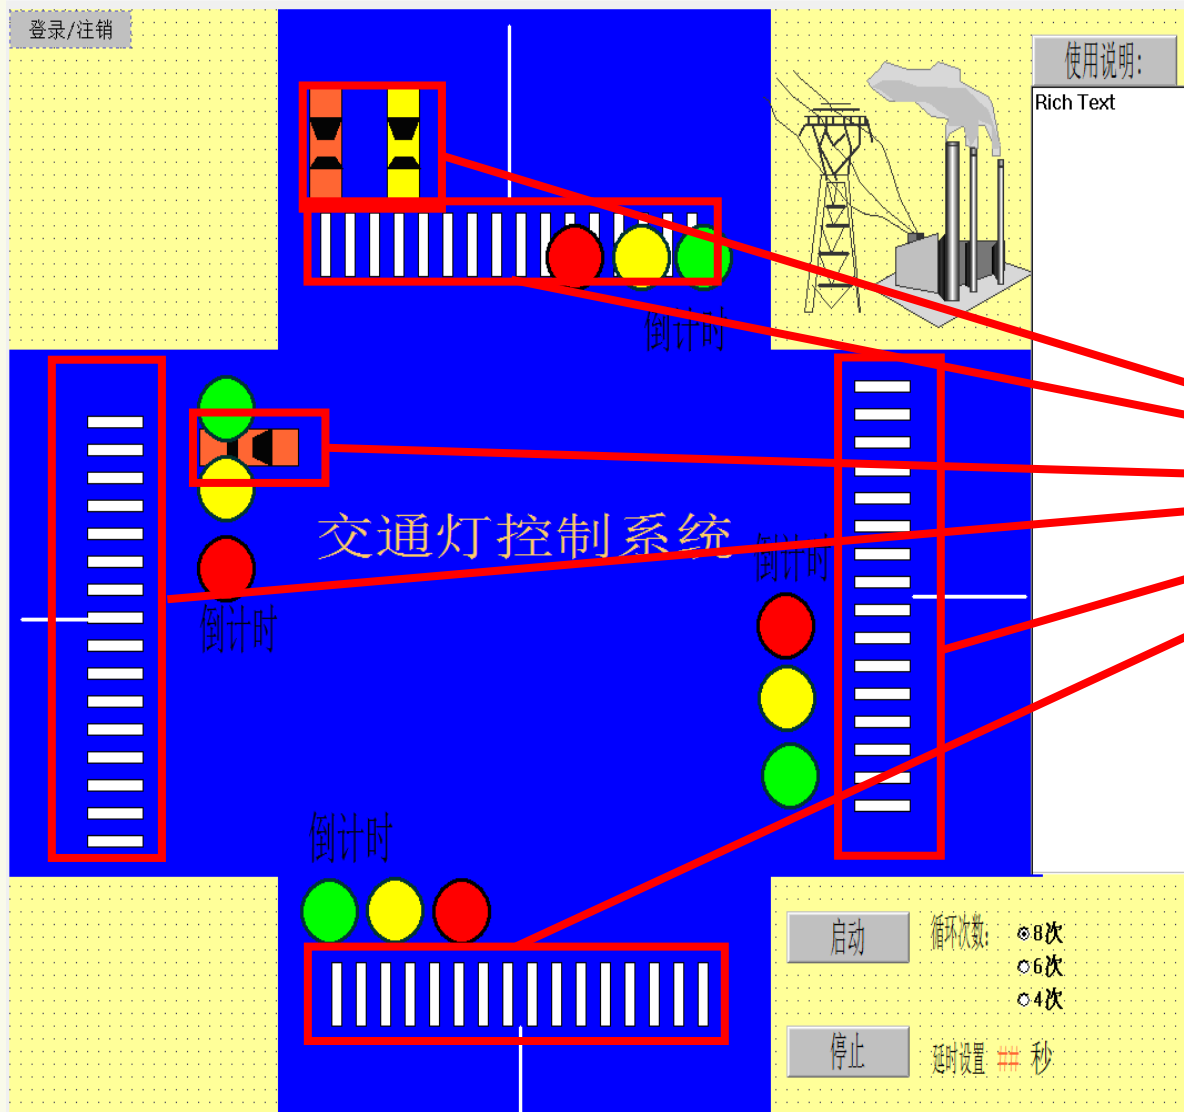 登录/注销
使用说明:
Rich Text
倒计时
交通灯控制系统
倒计时
倒计时
倒计时
启动
循环次数:
8次
6次
4次
停止
延时设置 ## 秒